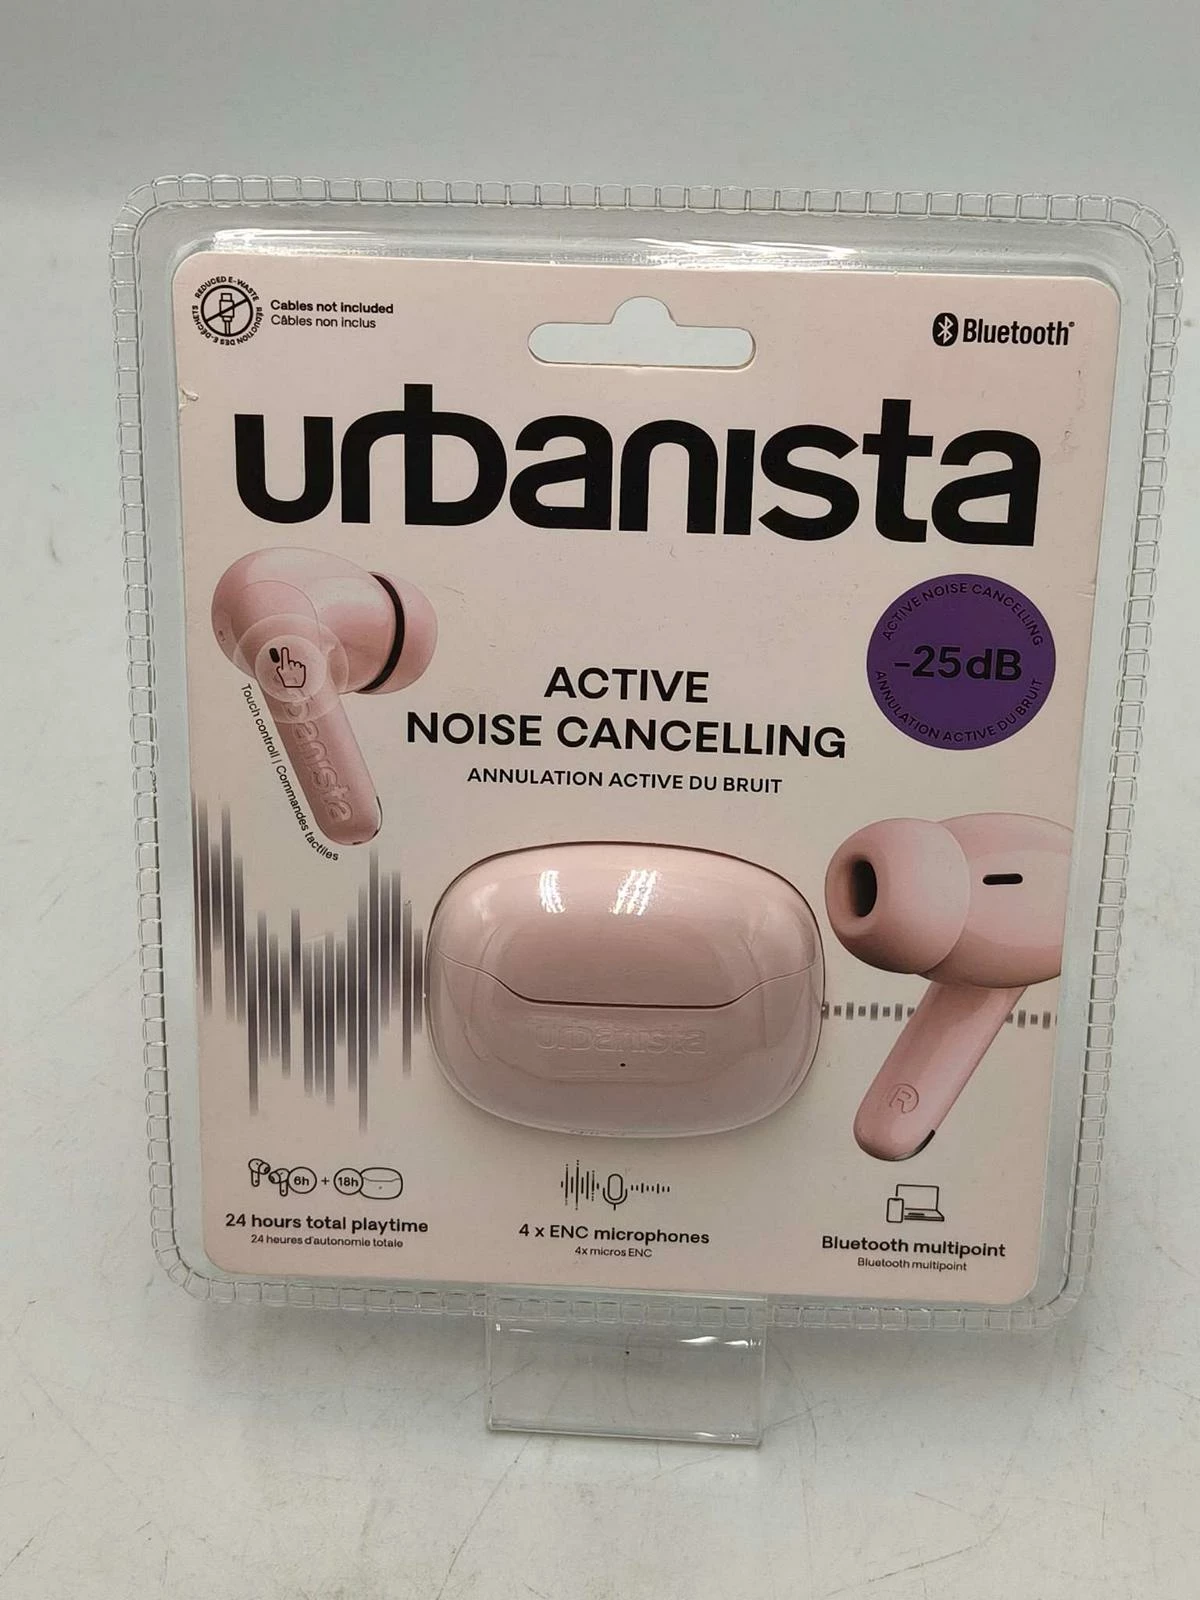 REDUCED E-WASTE
RÉDUCTION DES E-DÉCHETS
Cables not included
Câbles non inclus
Bluetooth®
urbanista
ACTIVE NOISE CANCELLING
-25dB
ANNULATION ACTIVE DU BRUIT
ACTIVE
NOISE CANCELLING
ANNULATION ACTIVE DU BRUIT
urbanista
Touch controll | Commandes tactiles
urbanista
R
6h + 18h
24 hours total playtime
24 heures d'autonomie totale
4 x ENC microphones
4x micros ENC
Bluetooth multipoint
Bluetooth multipoint